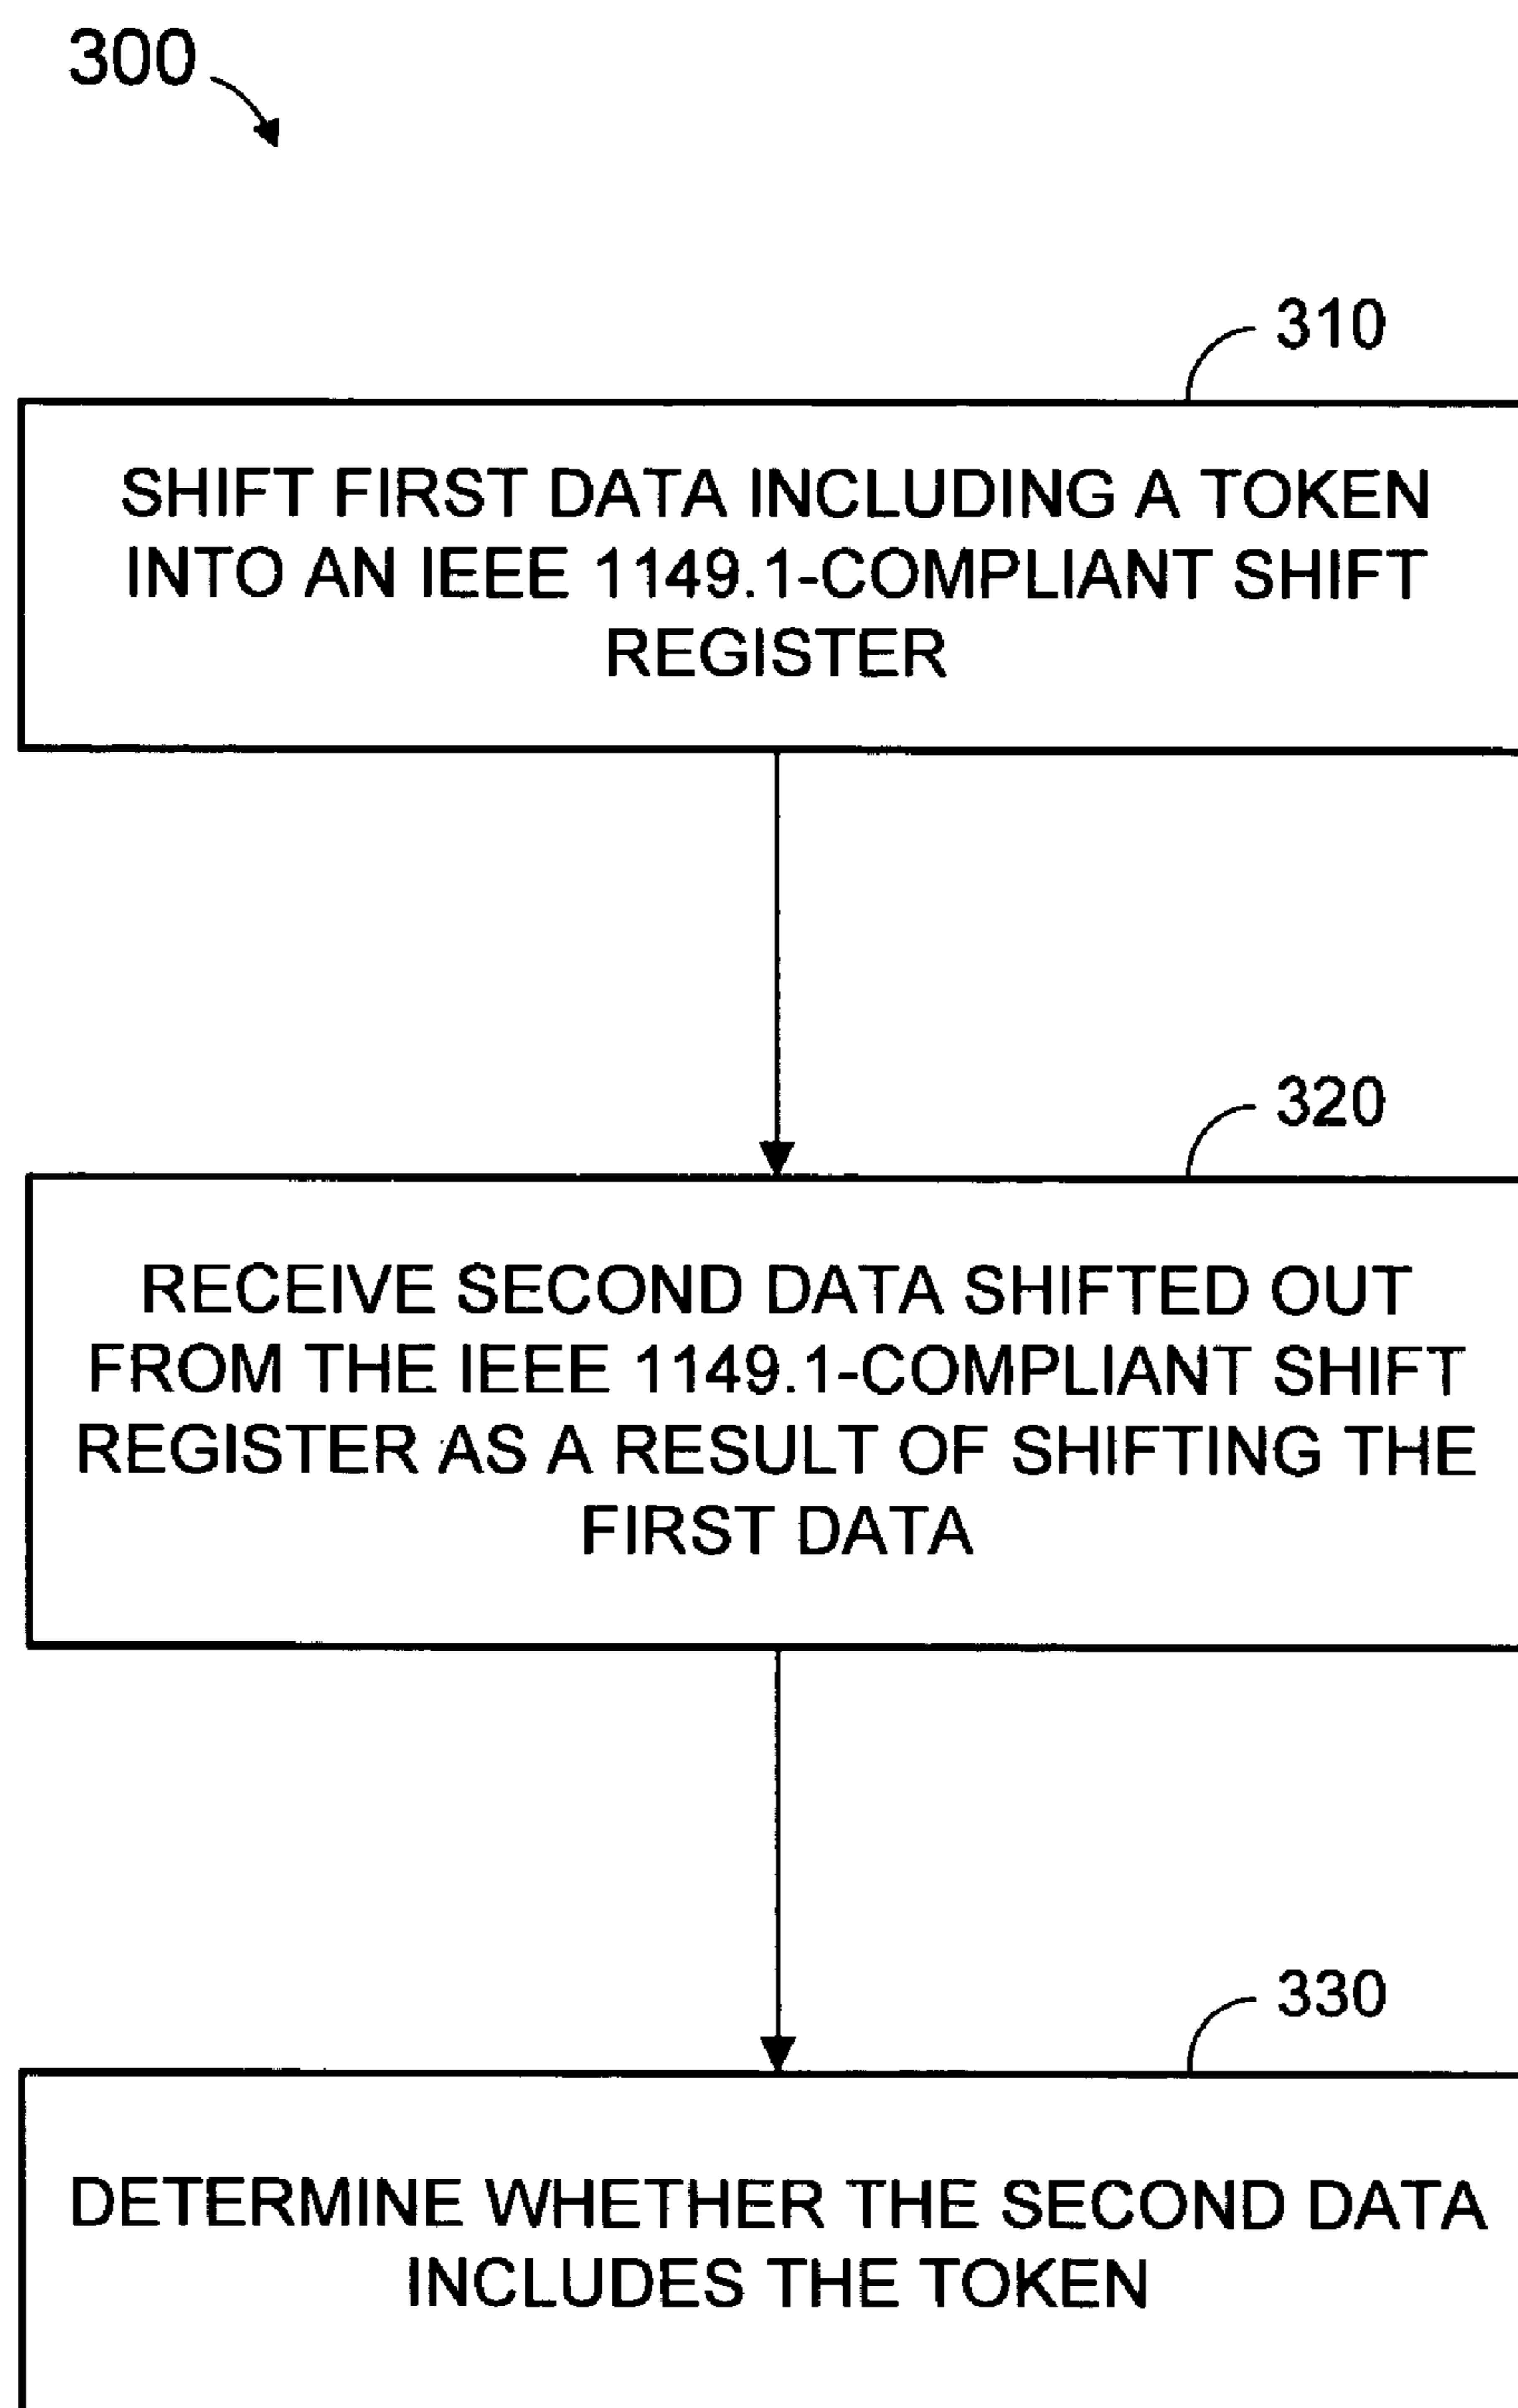 300
310
SHIFT FIRST DATA INCLUDING A TOKEN
INTO AN IEEE 1149.1-COMPLIANT SHIFT
REGISTER
320
RECEIVE SECOND DATA SHIFTED OUT
FROM THE IEEE 1149.1-COMPLIANT SHIFT
REGISTER AS A RESULT OF SHIFTING THE
FIRST DATA
330
DETERMINE WHETHER THE SECOND DATA
INCLUDES THE TOKEN